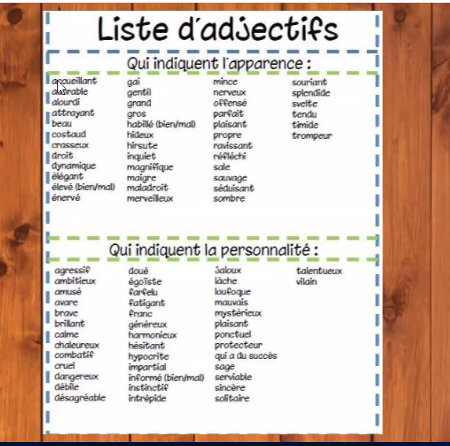 Liste d'adjectifs
Qui indiquent l'apparence :
accueillant
adorable
alourdi
attrayant
beau
costaud
crasseux
droit
dynamique
élégant
élevé (bien/mal)
énervé
gai
gentil
grand
gros
habillé (bien/mal)
hideux
hirsute
inquiet
magnifique
maigre
maladroit
merveilleux
mince
nerveux
offensé
parfait
plaisant
propre
ravissant
réfléchi
sale
sauvage
séduisant
sombre
souriant
splendide
svelte
tendu
timide
trompeur
Qui indiquent la personnalité :
agressif
ambitieux
amusé
avare
brave
brillant
calme
chaleureux
combatif
cruel
dangereux
débile
désagréable
doué
égoïste
farfelu
fatigant
franc
généreux
harmonieux
hésitant
hypocrite
impartial
informé (bien/mal)
instinctif
intrépide
jaloux
lâche
loufoque
mauvais
mystérieux
plaisant
ponctuel
protecteur
qui a du succès
sage
serviable
sincère
solitaire
talentueux
vilain